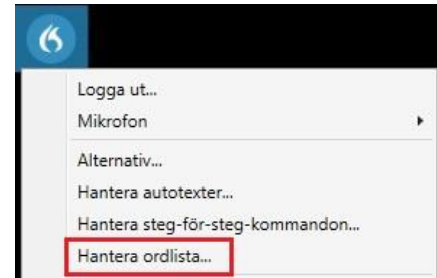 Logga ut...
Mikrofon
Alternativ...
Hantera autotexter...
Hantera steg-för-steg-kommandon...
Hantera ordlista...